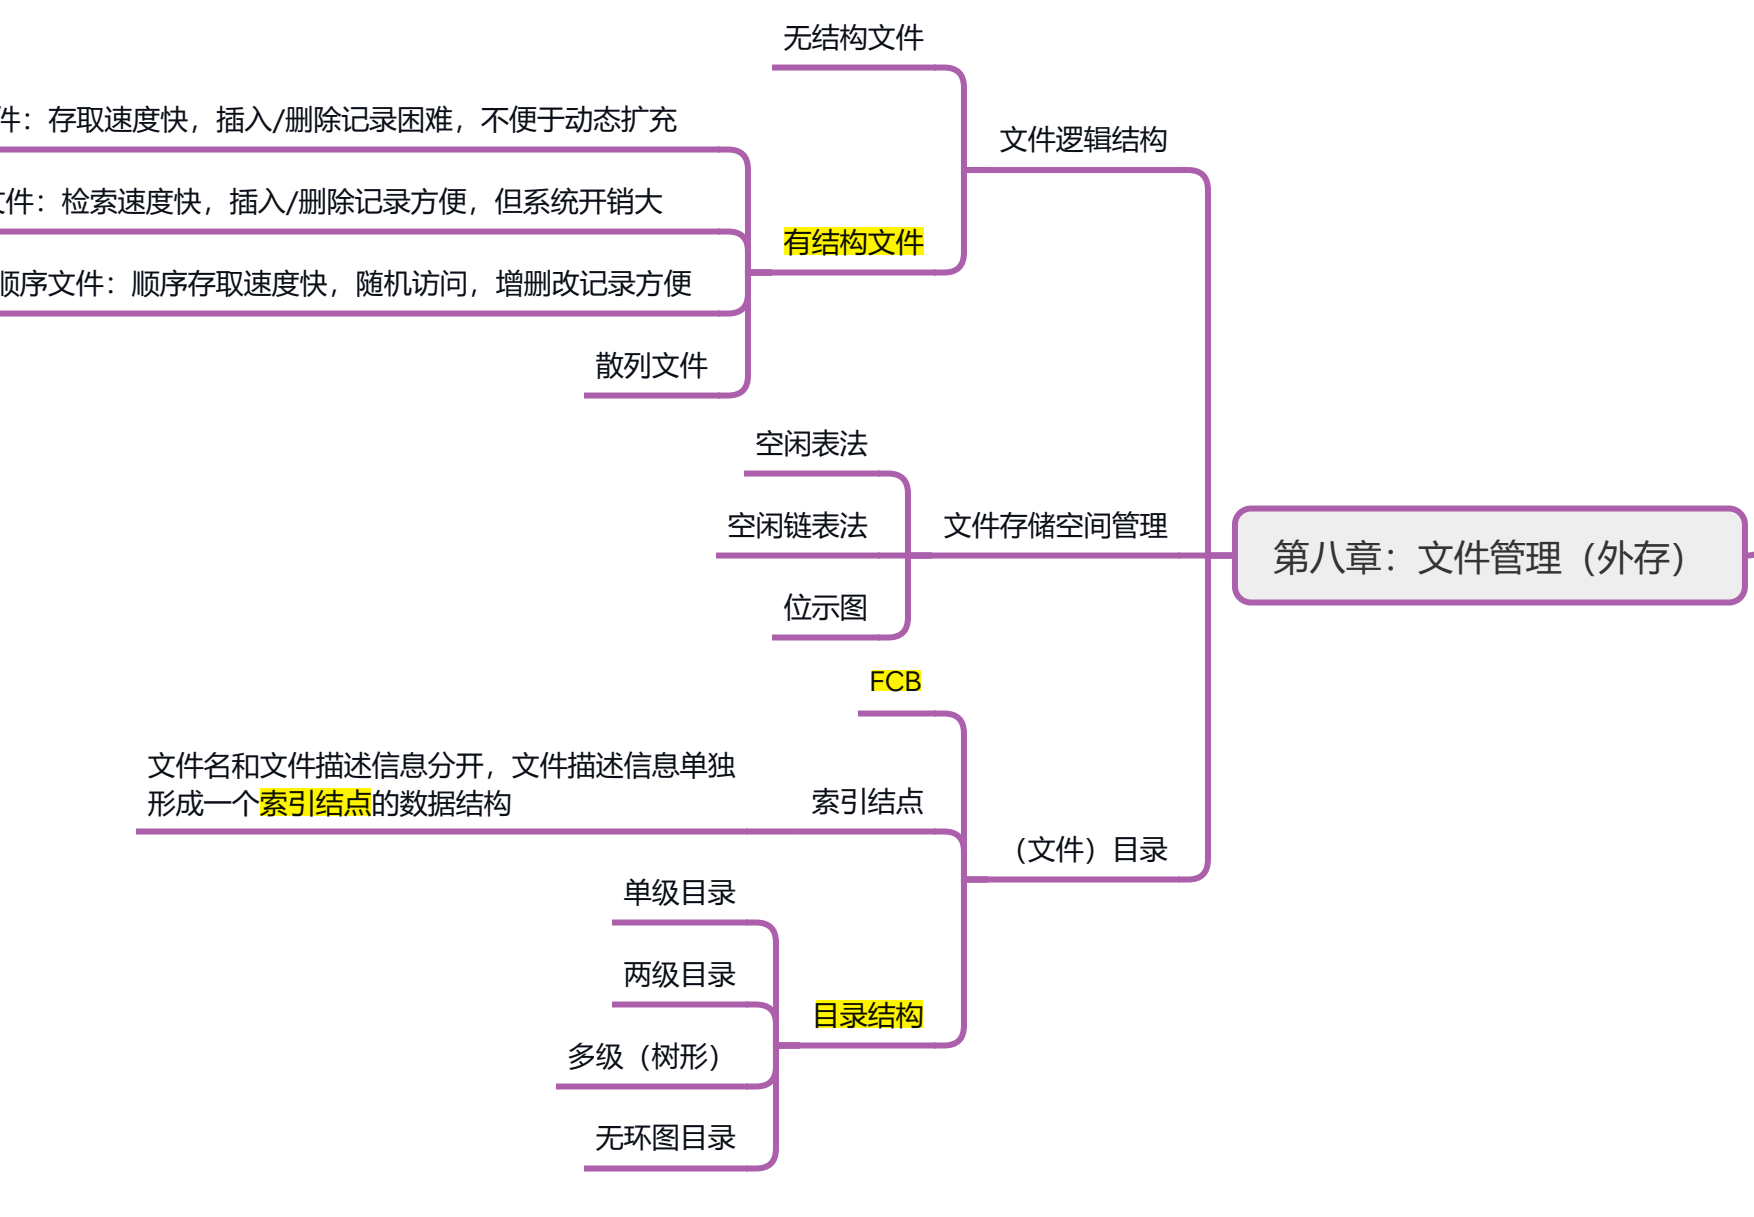 无结构文件
件：存取速度快，插入/删除记录困难，不便于动态扩充
文件逻辑结构
文件：检索速度快，插入/删除记录方便，但系统开销大
有结构文件
顺序文件：顺序存取速度快，随机访问，增删改记录方便
散列文件
空闲表法
空闲链表法
文件存储空间管理
第八章：文件管理（外存）
位示图
FCB
文件名和文件描述信息分开，文件描述信息单独
形成一个索引结点的数据结构
索引结点
（文件）目录
单级目录
两级目录
目录结构
多级（树形）
无环图目录